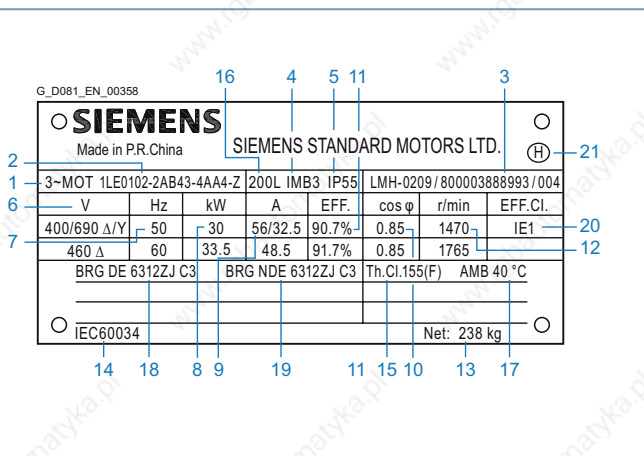 G_D081_EN_00358
16 4 5 11 3
SIEMENS
Made in P.R.China
SIEMENS STANDARD MOTORS LTD.
H 21
2
1 3~MOT 1LE0102-2AB43-4AA4-Z 200L IMB3 IP55 LMH-0209/800003888993/004
6 V Hz kW A EFF. cos φ r/min EFF.Cl.
7 400/690 Δ/Y 50 30 56/32.5 90.7% 0.85 1470 IE1 20
12
460 Δ 60 33.5 48.5 91.7% 0.85 1765
BRG DE 6312ZJ C3 BRG NDE 6312ZJ C3 Th.Cl.155(F) AMB 40 °C
IEC60034 Net: 238 kg
14 18 8 9 19 11 15 10 13 17